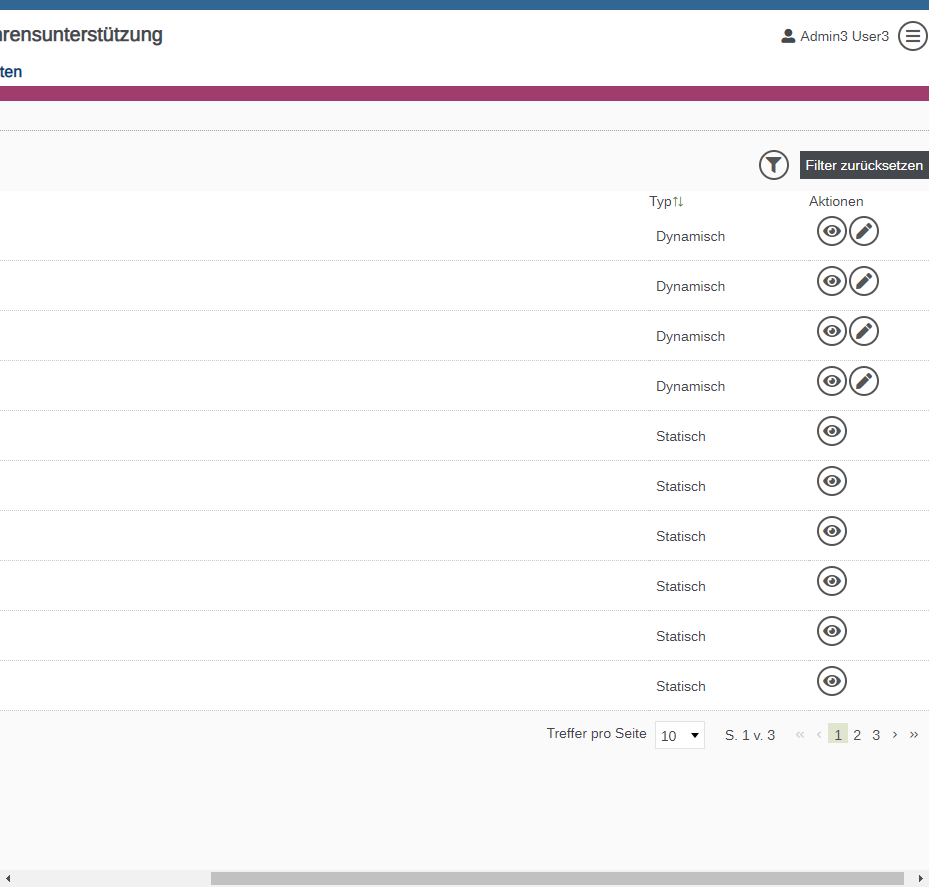 rensunterstützung
Admin3 User3
ten
Filter zurücksetzen
Typ↑↓ Aktionen
Dynamisch
Dynamisch
Dynamisch
Dynamisch
Statisch
Statisch
Statisch
Statisch
Statisch
Statisch
Treffer pro Seite 10 S. 1 v. 3 « ‹ 1 2 3 › »